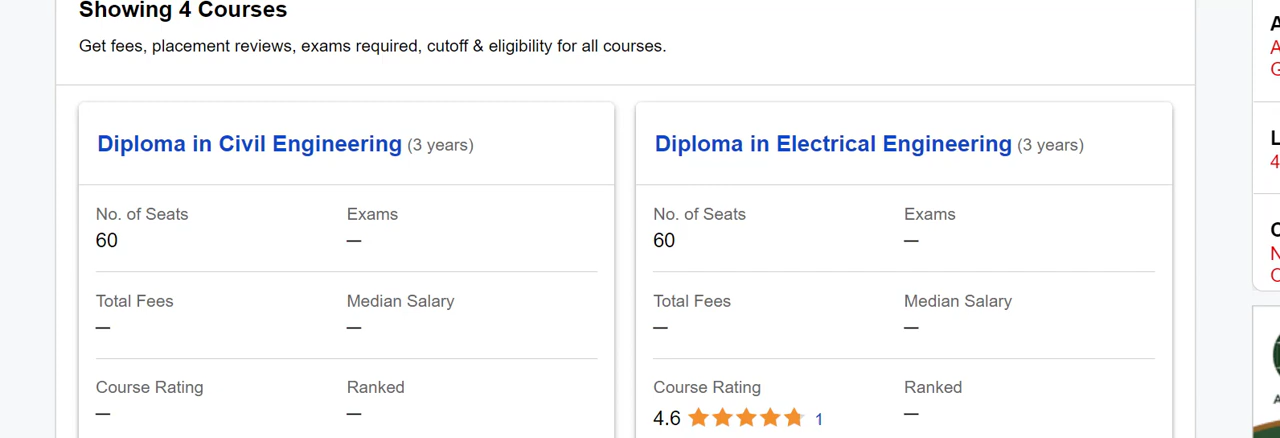 Showing 4 Courses
Get fees, placement reviews, exams required, cutoff & eligibility for all courses.
Diploma in Civil Engineering (3 years)
No. of Seats Exams
60 —
Total Fees Median Salary
— —
Course Rating Ranked
— —
Diploma in Electrical Engineering (3 years)
No. of Seats Exams
60 —
Total Fees Median Salary
— —
Course Rating Ranked
4.6 1 —